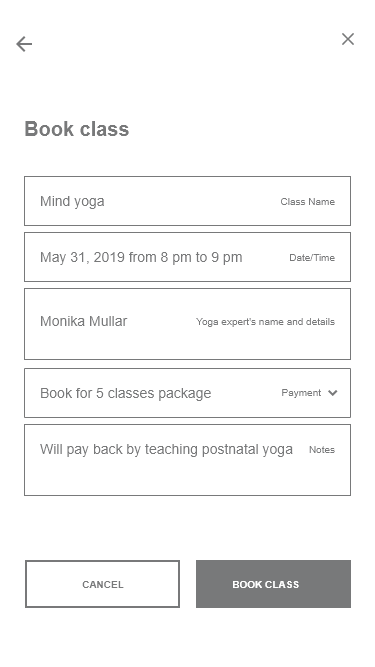 Book class
Mind yoga Class Name
May 31, 2019 from 8 pm to 9 pm Date/Time
Monika Mullar Yoga expert's name and details
Book for 5 classes package Payment
Will pay back by teaching postnatal yoga Notes
CANCEL BOOK CLASS